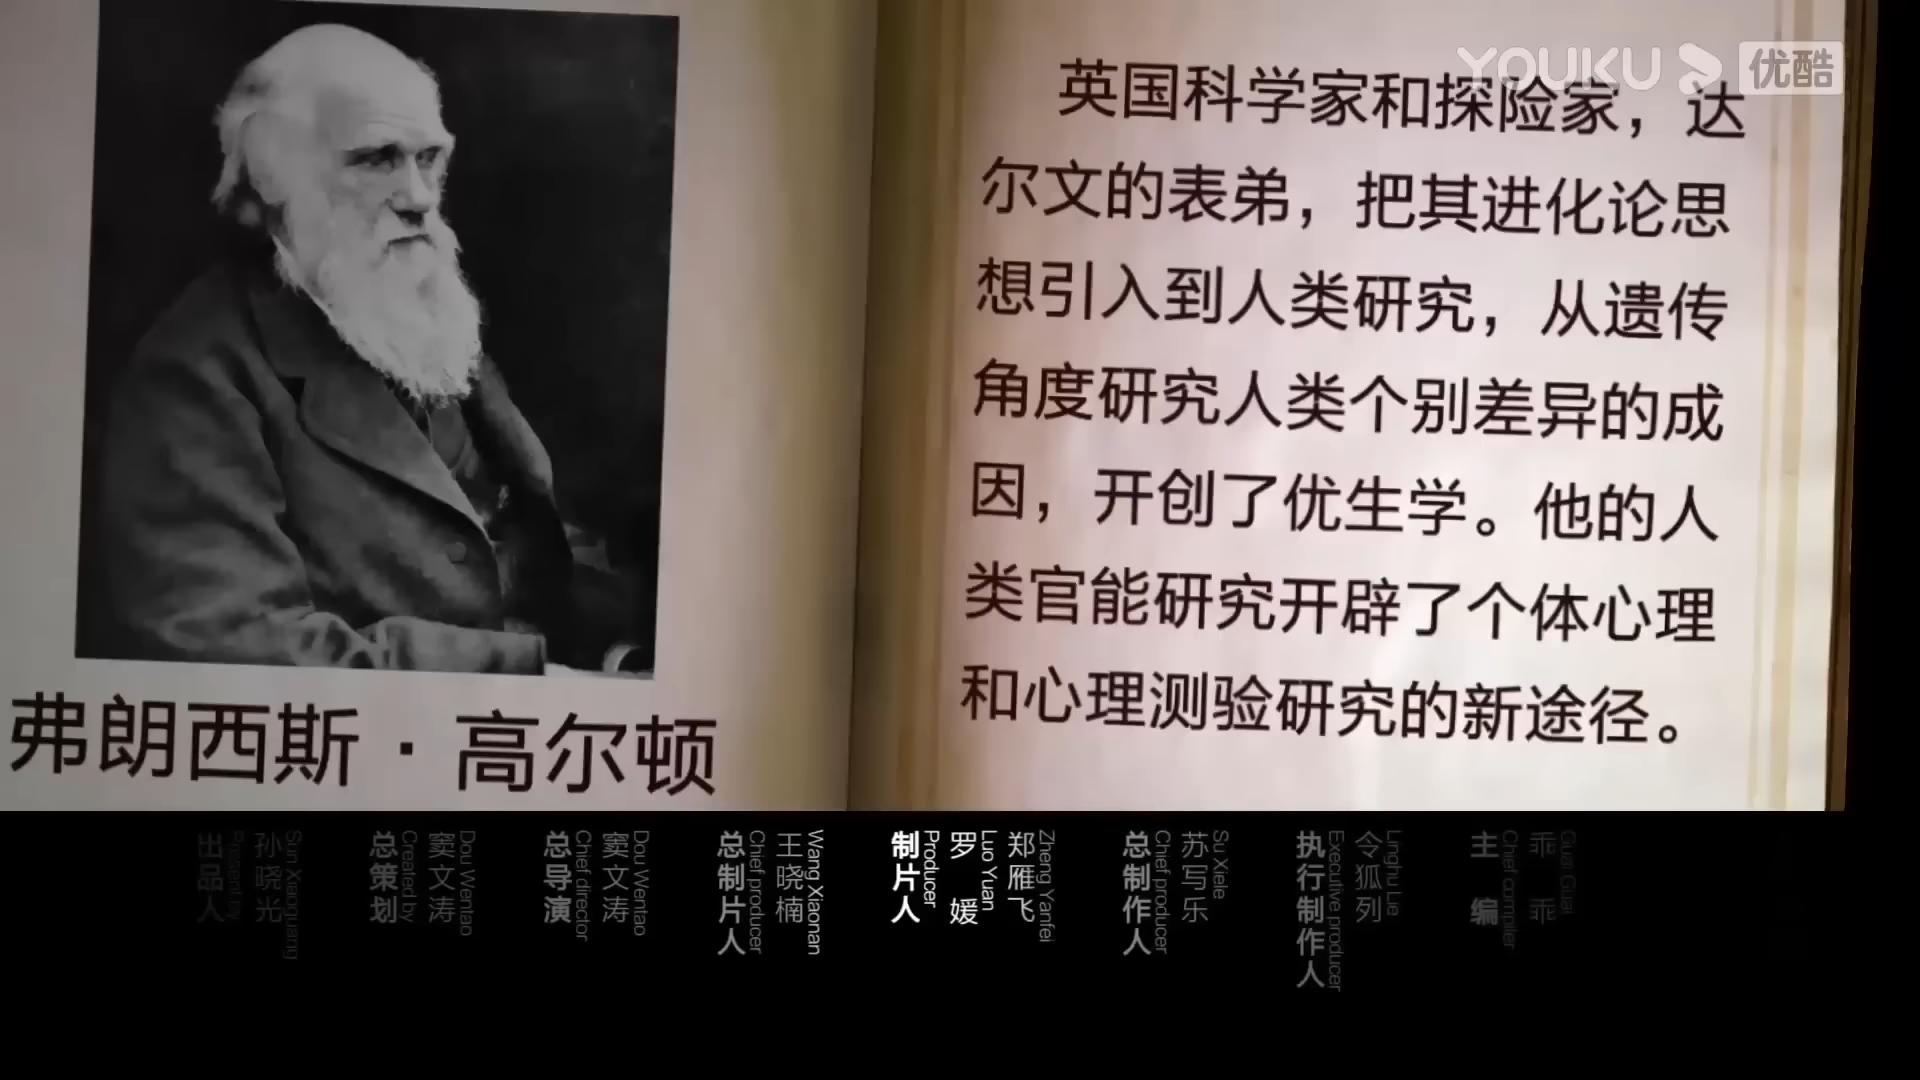 YOUKU 优酷
英国科学家和探险家，达
尔文的表弟，把其进化论思
想引入到人类研究，从遗传
角度研究人类个别差异的成
因，开创了优生学。他的人
类官能研究开辟了个体心理
和心理测验研究的新途径。
弗朗西斯·高尔顿
出品人
Present by
孙晓光
Sun Xiaoguang
总策划
Created by
窦文涛
Dou Wentao
总导演
Chief director
窦文涛
Dou Wentao
总制片人
Chief producer
王晓楠
Wang Xiaonan
制片人
Producer
罗 媛
Luo Yuan
郑雁飞
Zheng Yanfei
总制作人
Chief producer
苏写乐
Su Xiele
执行制作人
Executive producer
令狐列
Linghu Lie
主 编
Chief compiler
乖 乖
Guai Guai